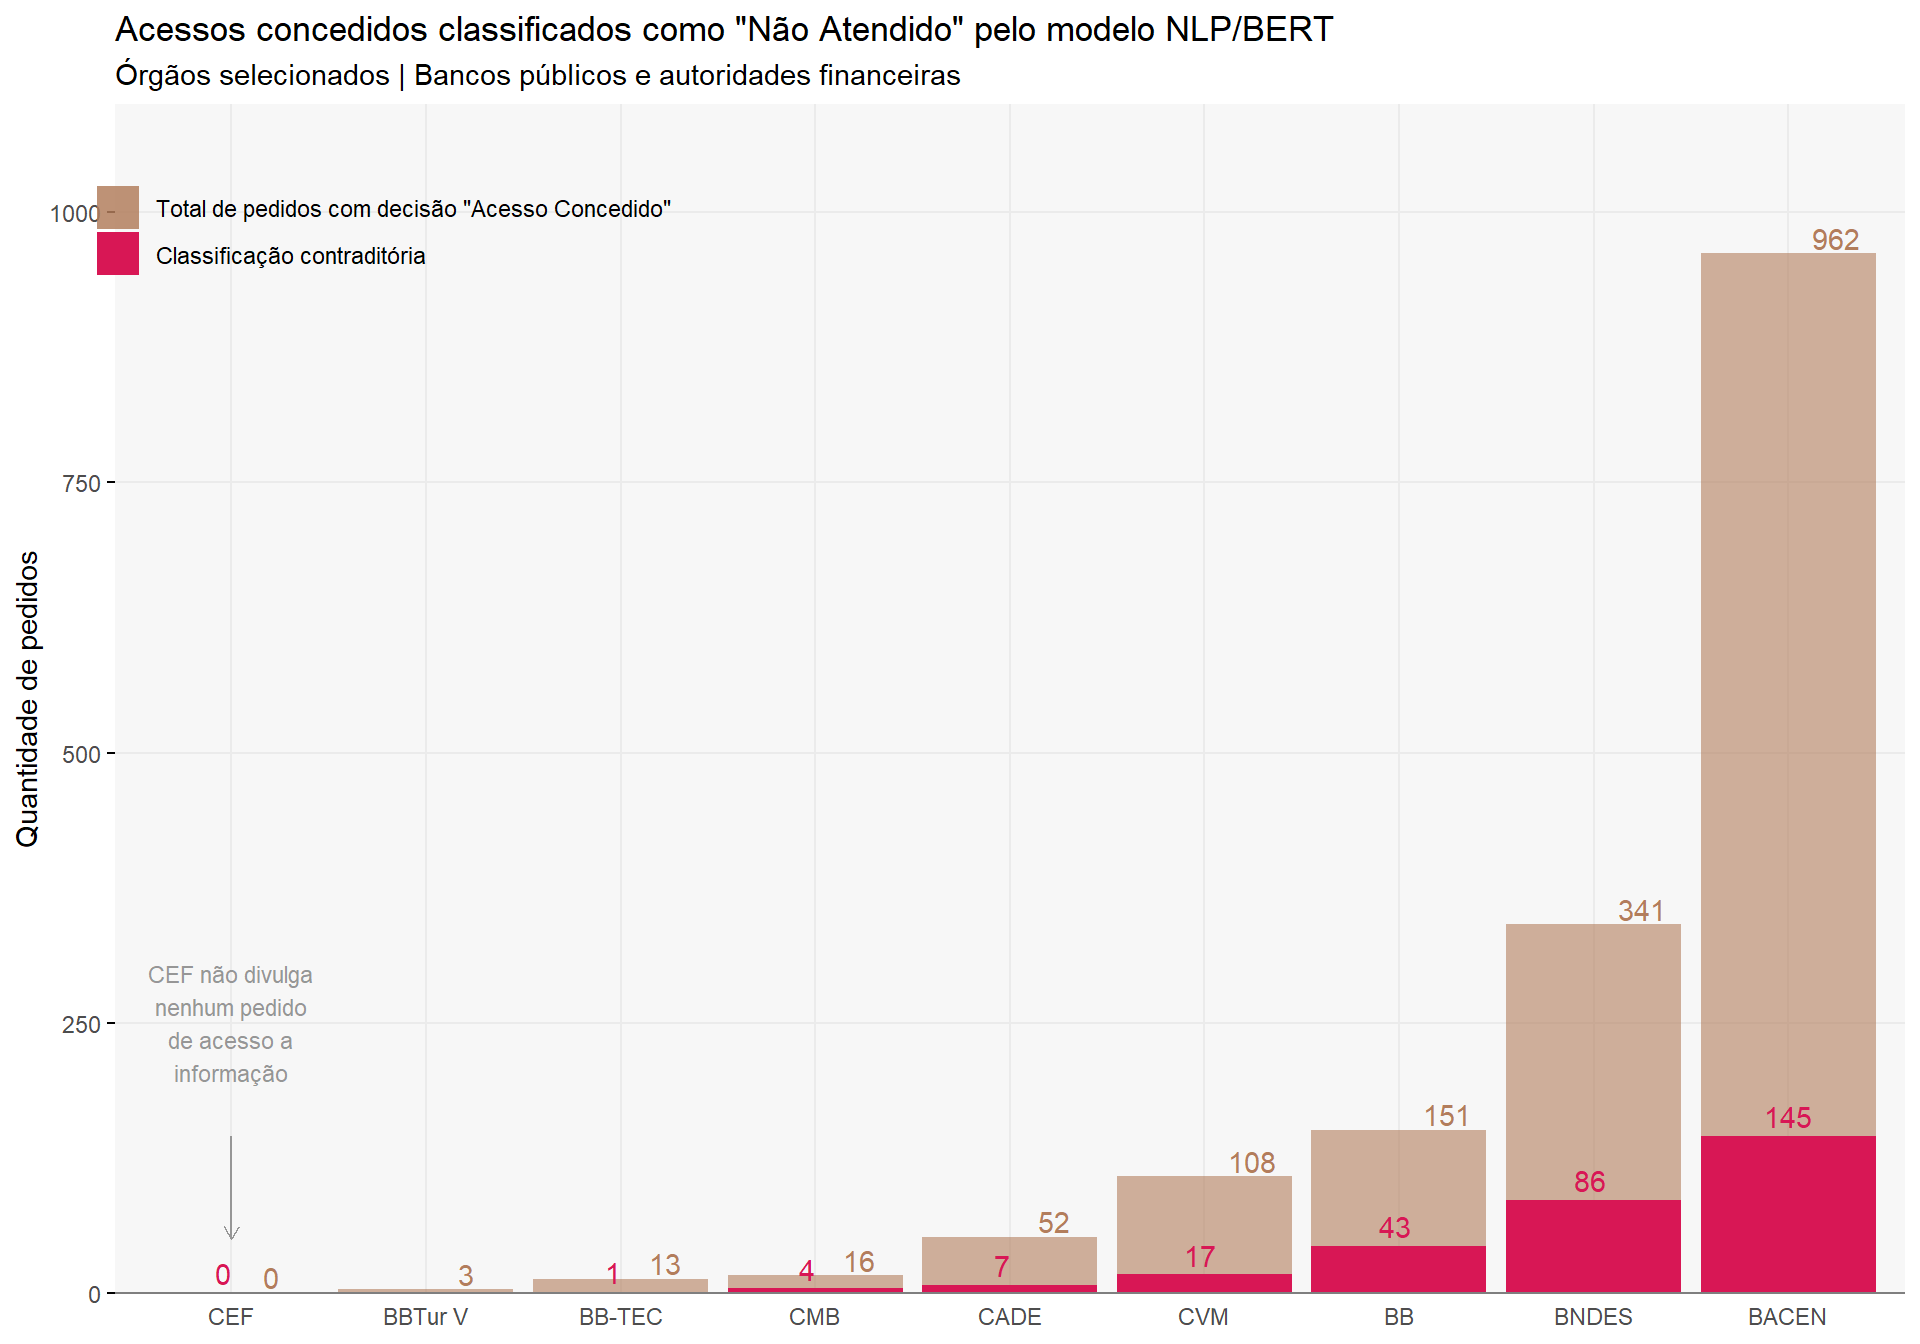 Acessos concedidos classificados como "Não Atendido" pelo modelo NLP/BERT
Órgãos selecionados | Bancos públicos e autoridades financeiras
Total de pedidos com decisão "Acesso Concedido"
Classificação contraditória
Quantidade de pedidos
1000
750
500
250
0
CEF não divulga
nenhum pedido
de acesso a
informação
0 0
3
1 13
4 16
7 52
17 108
43 151
86 341
145 962
CEF BBTur V BB-TEC CMB CADE CVM BB BNDES BACEN